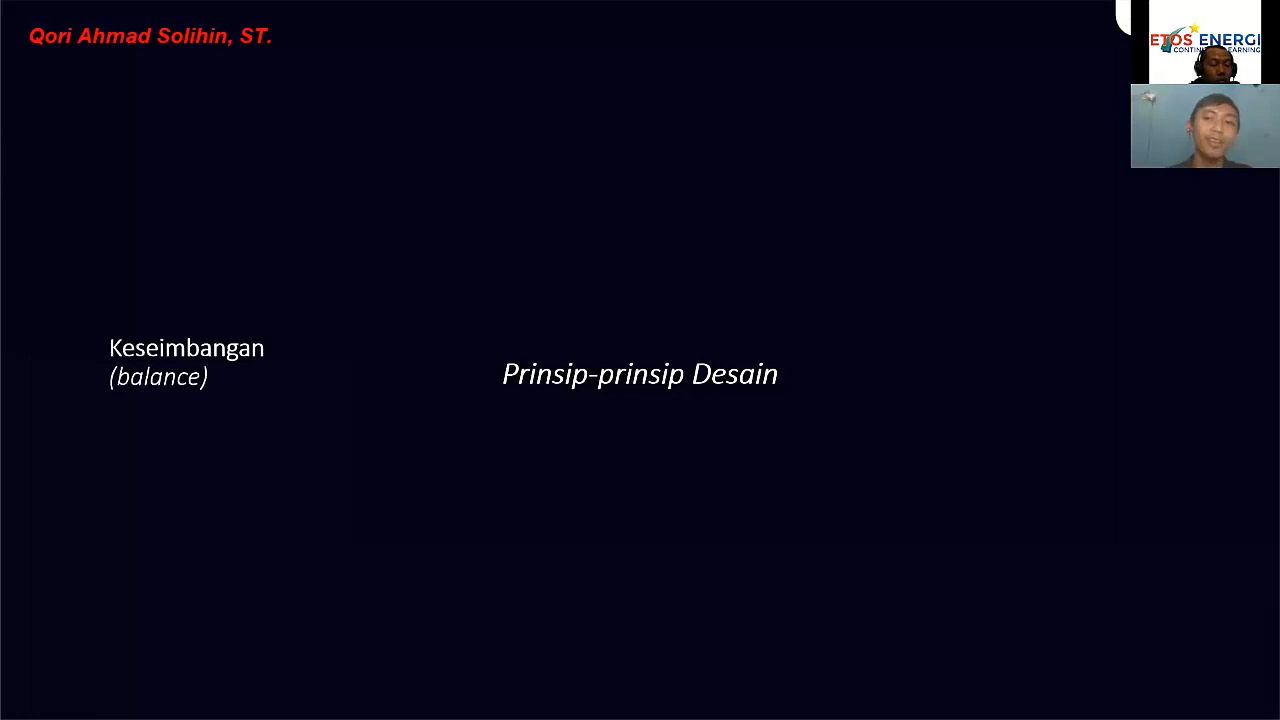 Qori Ahmad Solihin, ST.
ETOS ENERGI
Keseimbangan
(balance)
Prinsip-prinsip Desain